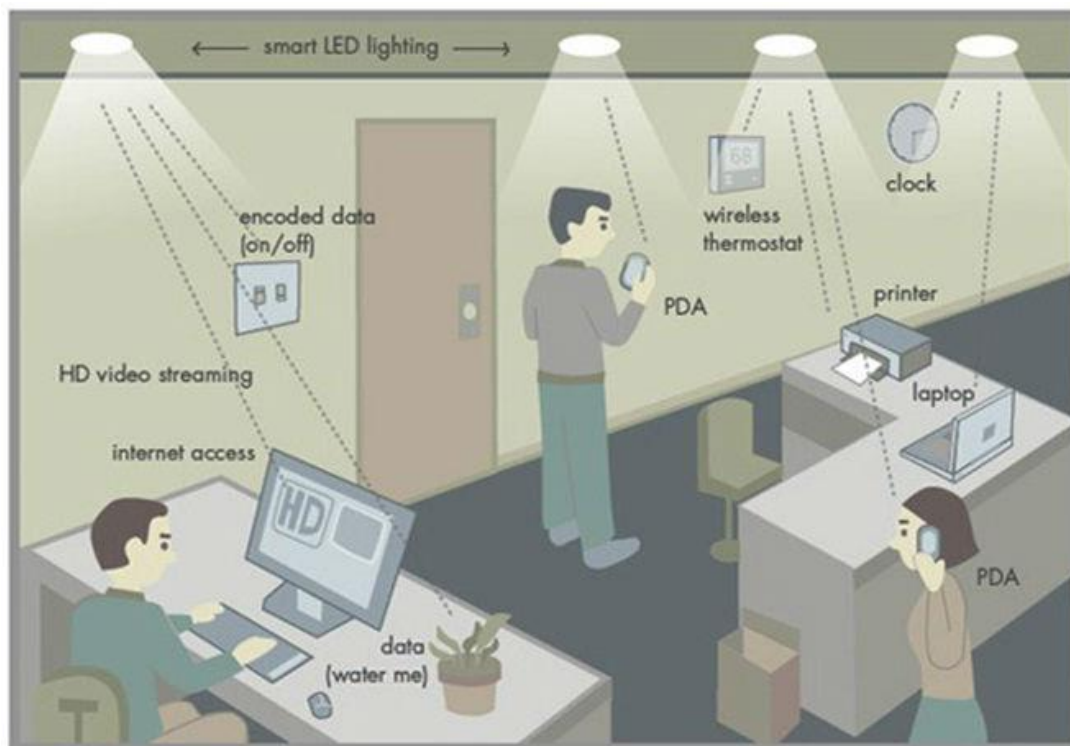 smart LED lighting
encoded data
(on/off)
68
wireless
thermostat
clock
PDA
printer
HD video streaming
laptop
internet access
HD
PDA
data
(water me)